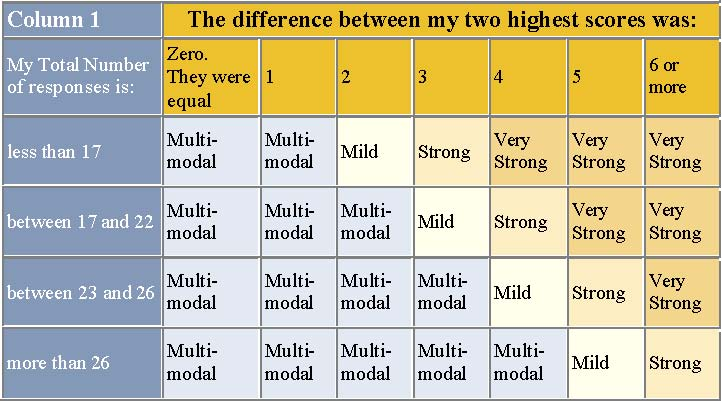 Column 1
The difference between my two highest scores was:
My Total Number
of responses is:
Zero.
They were
equal
1
2
3
4
5
6 or
more
less than 17
Multi-
modal
Multi-
modal
Mild
Strong
Very
Strong
Very
Strong
Very
Strong
between 17 and 22
Multi-
modal
Multi-
modal
Multi-
modal
Mild
Strong
Very
Strong
Very
Strong
between 23 and 26
Multi-
modal
Multi-
modal
Multi-
modal
Multi-
modal
Mild
Strong
Very
Strong
more than 26
Multi-
modal
Multi-
modal
Multi-
modal
Multi-
modal
Multi-
modal
Mild
Strong